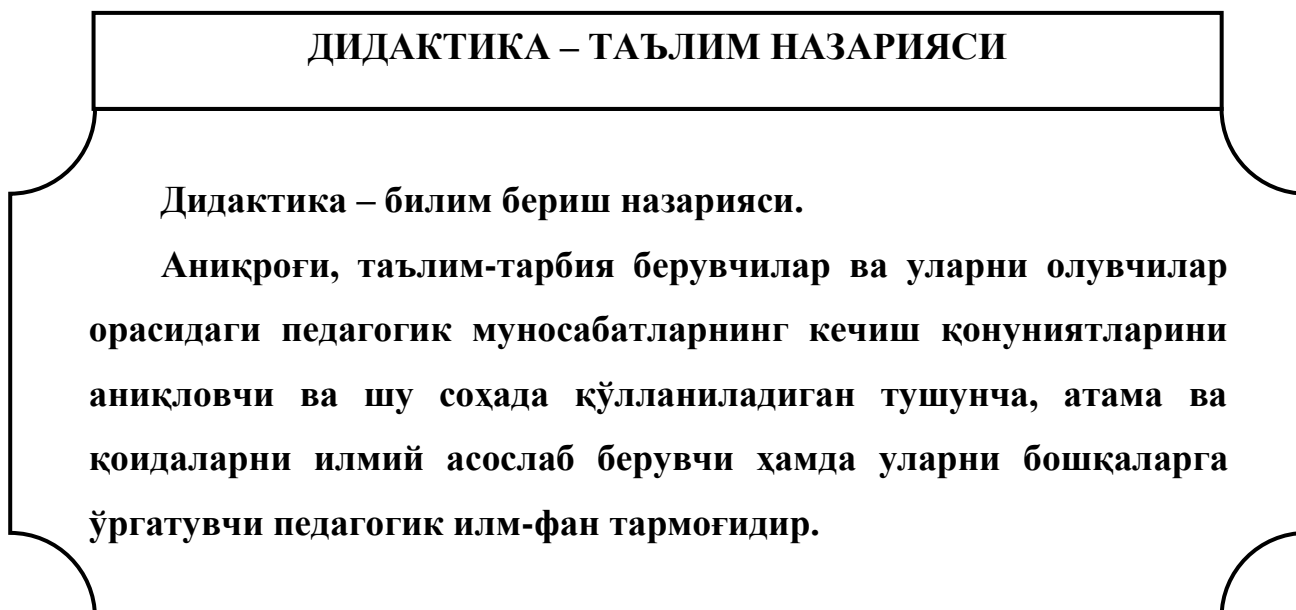 ДИДАКТИКА – ТАЪЛИМ НАЗАРИЯСИ
Дидактика – билим бериш назарияси.
Аниқроғи, таълим-тарбия берувчилар ва уларни олувчилар
орасидаги педагогик муносабатларнинг кечиш қонуниятларини
аниқловчи ва шу соҳада қўлланиладиган тушунча, атама ва
қоидаларни илмий асослаб берувчи ҳамда уларни бошқаларга
ўргатувчи педагогик илм-фан тармоғидир.